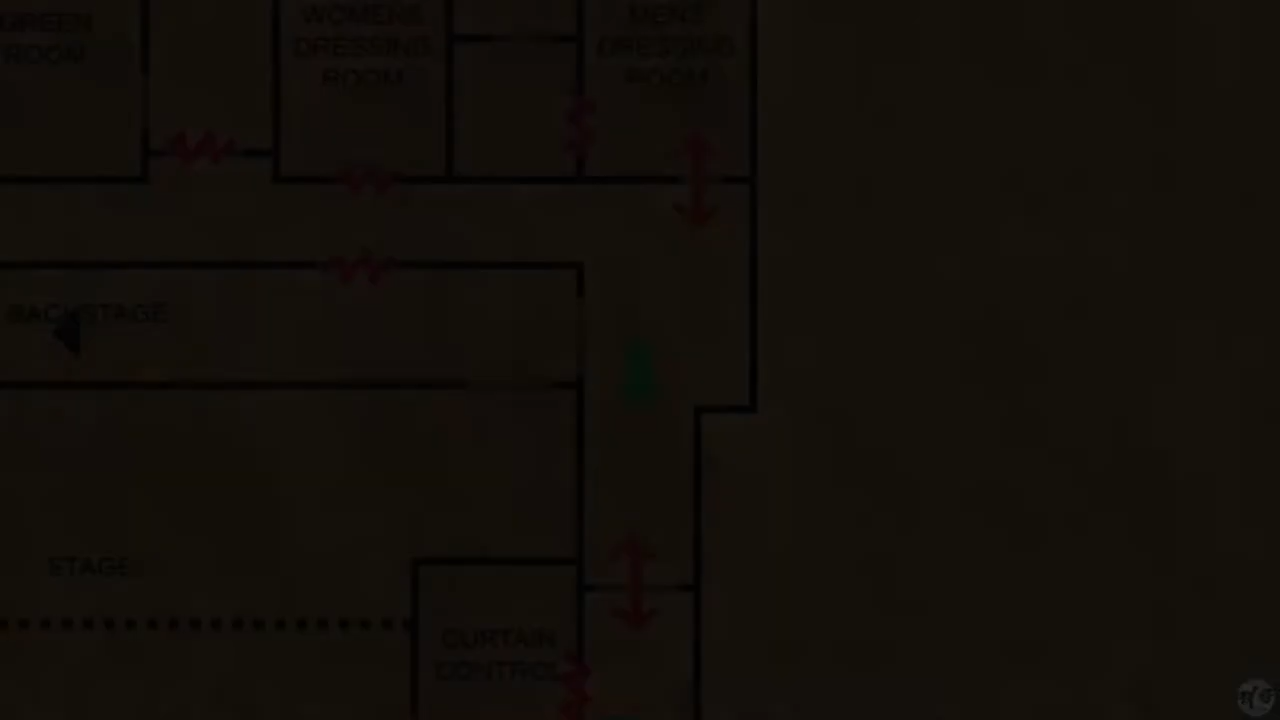 GREEN
ROOM
WOMENS
DRESSING
ROOM
MENS
DRESSING
ROOM
BACKSTAGE
STAGE
CURTAIN
CONTROL